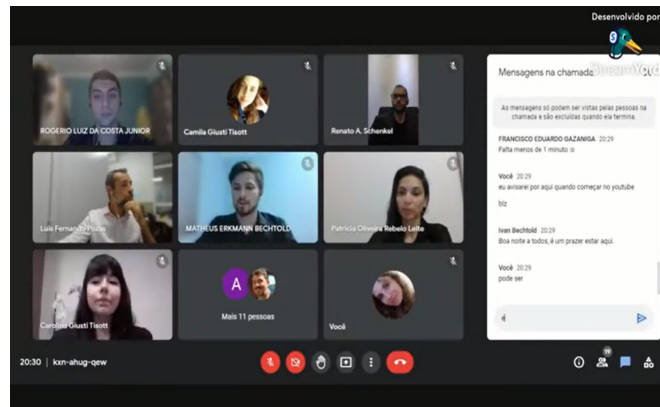 Desenvolvido por
StreamYard
Mensagens na chamada
As mensagens só podem ser vistas pelas pessoas na
chamada e são excluídas quando ela termina.
FRANCISCO EDUARDO GAZANIGA 20:29
Falta menos de 1 minuto :o
Você 20:29
eu avisarei por aqui quando começar no youtube
blz
Ivan Bechtold 20:29
Boa noite a todos, é um prazer estar aqui.
Você 20:29
pode ser
ROGERIO LUIZ DA COSTA JUNIOR
Camila Giusti Tisott
Renato A. Schenkel
Luis Fernando
MATHEUS ERKMANN BECHTOLD
Patricia Oliveira Rebelo Leite
Carolina Giusti Tisott
A
Mais 11 pessoas
Você
20:30 | kxn-ahug-qew